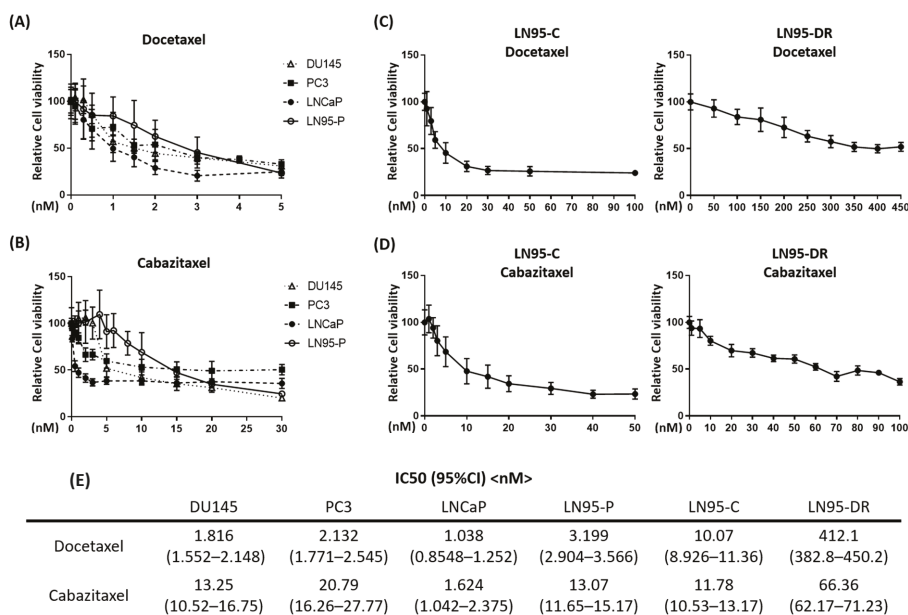 (A)
Docetaxel
Relative Cell viability
150
100
50
0
(nM)
0 1 2 3 4 5
DU145
PC3
LNCaP
LN95-P
(B)
Cabazitaxel
Relative Cell viability
150
100
50
0
(nM)
0 5 10 15 20 30
DU145
PC3
LNCaP
LN95-P
(C)
LN95-C
Docetaxel
Relative Cell viability
150
100
50
0
(nM)
0 10 20 30 40 50 60 70 80 90 100
LN95-DR
Docetaxel
Relative Cell viability
150
100
50
0
(nM)
0 50 100 150 200 250 300 350 400 450
(D)
LN95-C
Cabazitaxel
Relative Cell viability
150
100
50
0
(nM)
0 10 20 30 40 50
LN95-DR
Cabazitaxel
Relative Cell viability
150
100
50
0
(nM)
0 10 20 30 40 50 60 70 80 90 100
(E) IC50 (95%CI) <nM>
DU145 PC3 LNCaP LN95-P LN95-C LN95-DR
Docetaxel 1.816 2.132 1.038 3.199 10.07 412.1
(1.552–2.148) (1.771–2.545) (0.8548–1.252) (2.904–3.566) (8.926–11.36) (382.8–450.2)
Cabazitaxel 13.25 20.79 1.624 13.07 11.78 66.36
(10.52–16.75) (16.26–27.77) (1.042–2.375) (11.65–15.17) (10.53–13.17) (62.17–71.23)